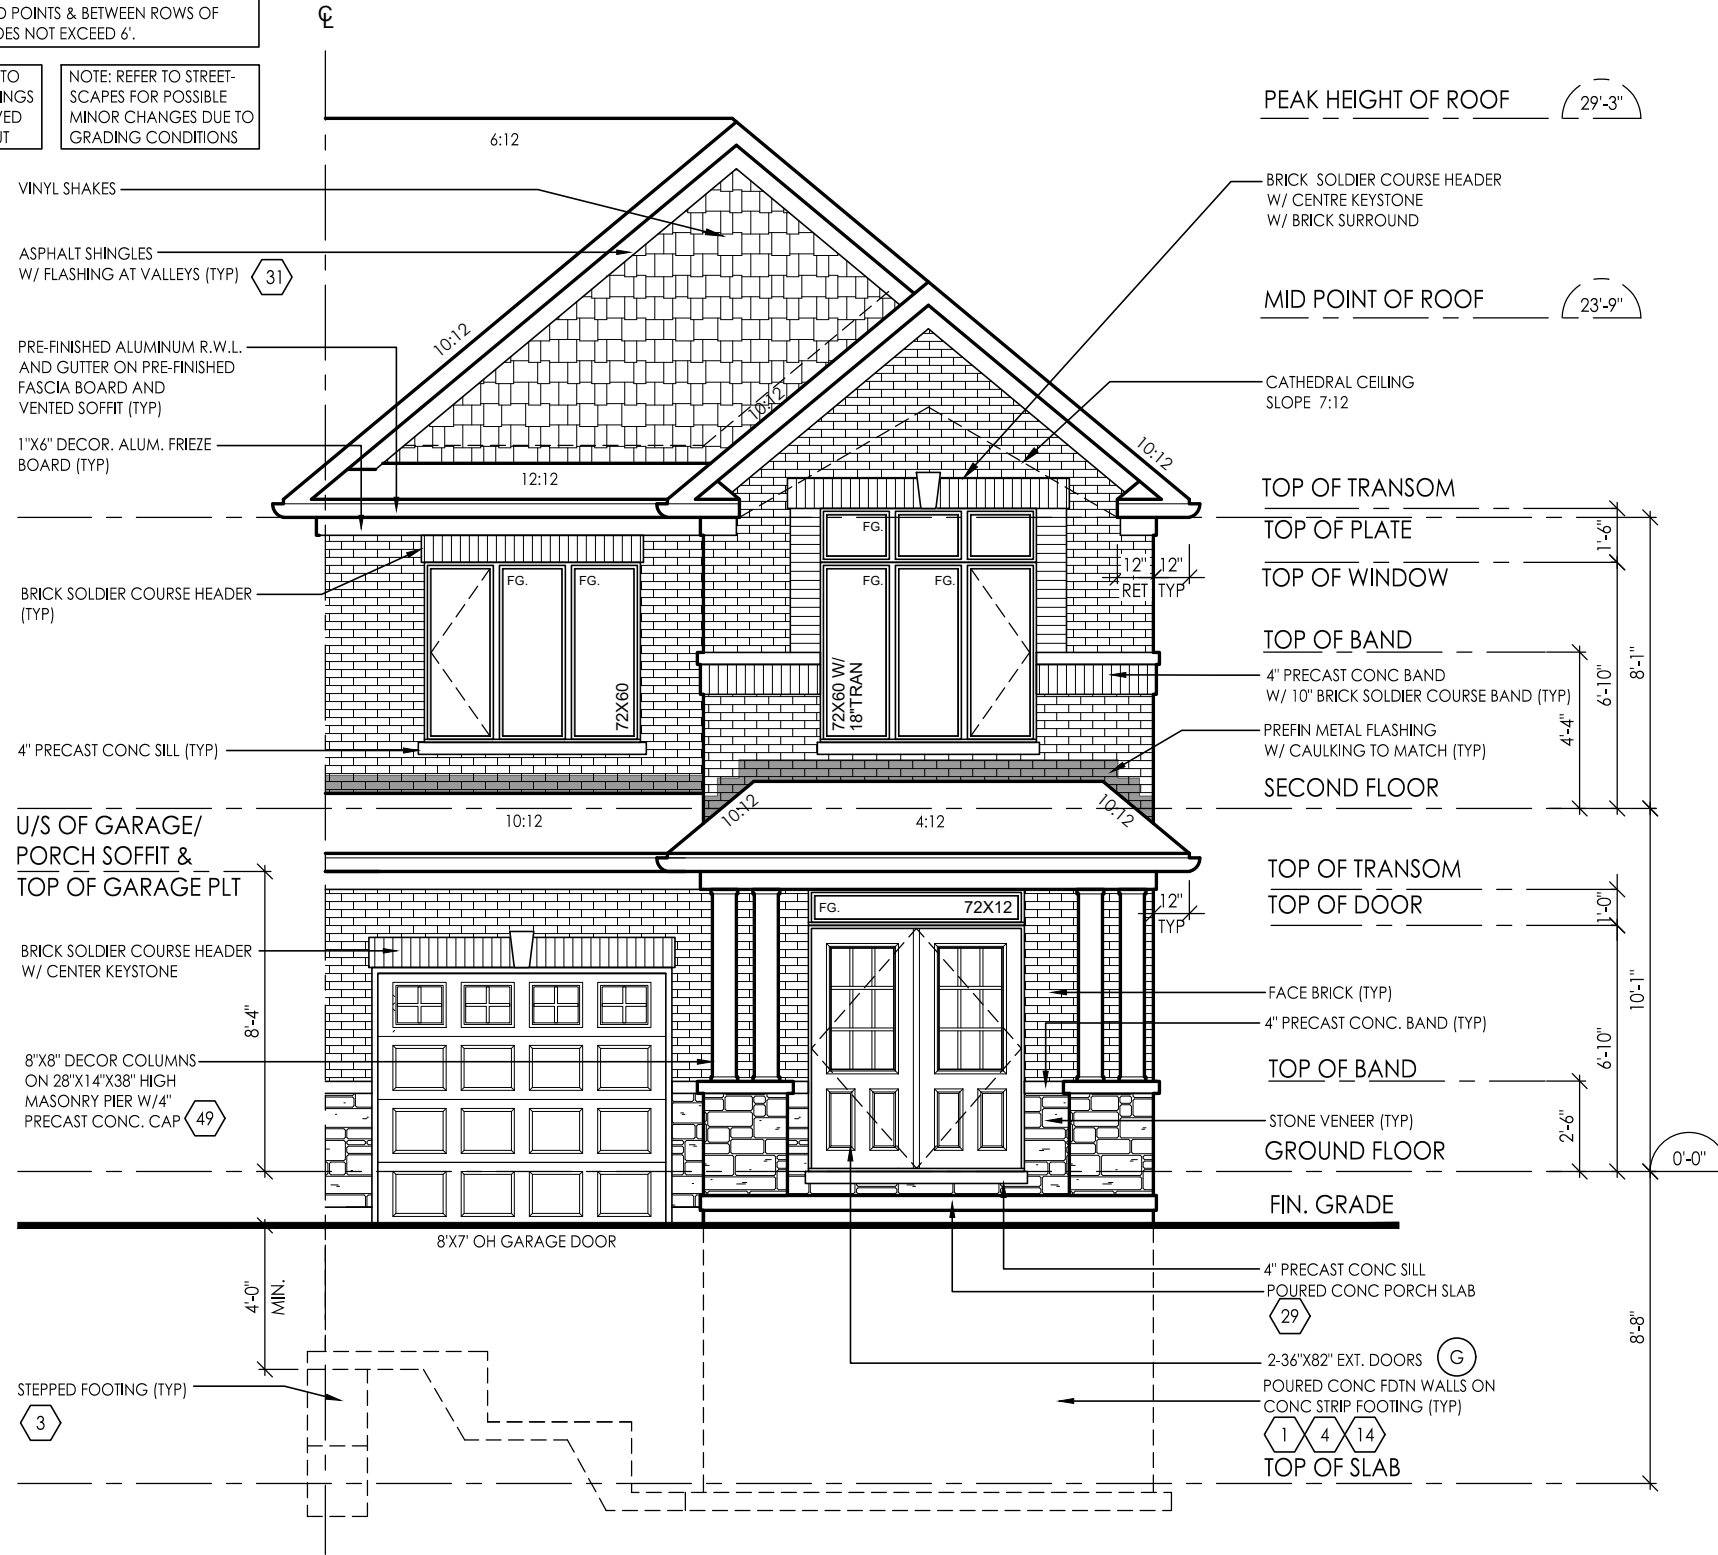 D POINTS & BETWEEN ROWS OF
DES NOT EXCEED 6'.
TO
INGS
VED
UT
NOTE: REFER TO STREET-
SCAPES FOR POSSIBLE
MINOR CHANGES DUE TO
GRADING CONDITIONS
VINYL SHAKES
ASPHALT SHINGLES
W/ FLASHING AT VALLEYS (TYP)
31
PRE-FINISHED ALUMINUM R.W.L.
AND GUTTER ON PRE-FINISHED
FASCIA BOARD AND
VENTED SOFFIT (TYP)
1"X6" DECOR. ALUM. FRIEZE
BOARD (TYP)
BRICK SOLDIER COURSE HEADER
(TYP)
4" PRECAST CONC SILL (TYP)
U/S OF GARAGE/
PORCH SOFFIT &
TOP OF GARAGE PLT
BRICK SOLDIER COURSE HEADER
W/ CENTER KEYSTONE
8'-4"
8"X8" DECOR COLUMNS
ON 28"X14"X38" HIGH
MASONRY PIER W/4"
PRECAST CONC. CAP
49
4'-0"
MIN.
STEPPED FOOTING (TYP)
3
℄
6:12
10:12
10:12
10:12
12:12
FG.
FG.
72X60
FG.
FG.
FG.
72X60 W/
18"TRAN
12"
RET
12"
TYP
10:12
10:12
4:12
10:12
FG.
72X12
12"
TYP
8'X7' OH GARAGE DOOR
PEAK HEIGHT OF ROOF
29'-3"
BRICK SOLDIER COURSE HEADER
W/ CENTRE KEYSTONE
W/ BRICK SURROUND
MID POINT OF ROOF
23'-9"
CATHEDRAL CEILING
SLOPE 7:12
TOP OF TRANSOM
TOP OF PLATE
1'-6"
TOP OF WINDOW
TOP OF BAND
4" PRECAST CONC BAND
W/ 10" BRICK SOLDIER COURSE BAND (TYP)
6'-10"
8'-1"
4'-4"
PREFIN METAL FLASHING
W/ CAULKING TO MATCH (TYP)
SECOND FLOOR
TOP OF TRANSOM
TOP OF DOOR
1'-0"
FACE BRICK (TYP)
4" PRECAST CONC. BAND (TYP)
10'-1"
6'-10"
TOP OF BAND
STONE VENEER (TYP)
2'-6"
GROUND FLOOR
0'-0"
FIN. GRADE
4" PRECAST CONC SILL
POURED CONC PORCH SLAB
29
8'-8"
2-36"X82" EXT. DOORS
G
POURED CONC FDTN WALLS ON
CONC STRIP FOOTING (TYP)
1 4 14
TOP OF SLAB